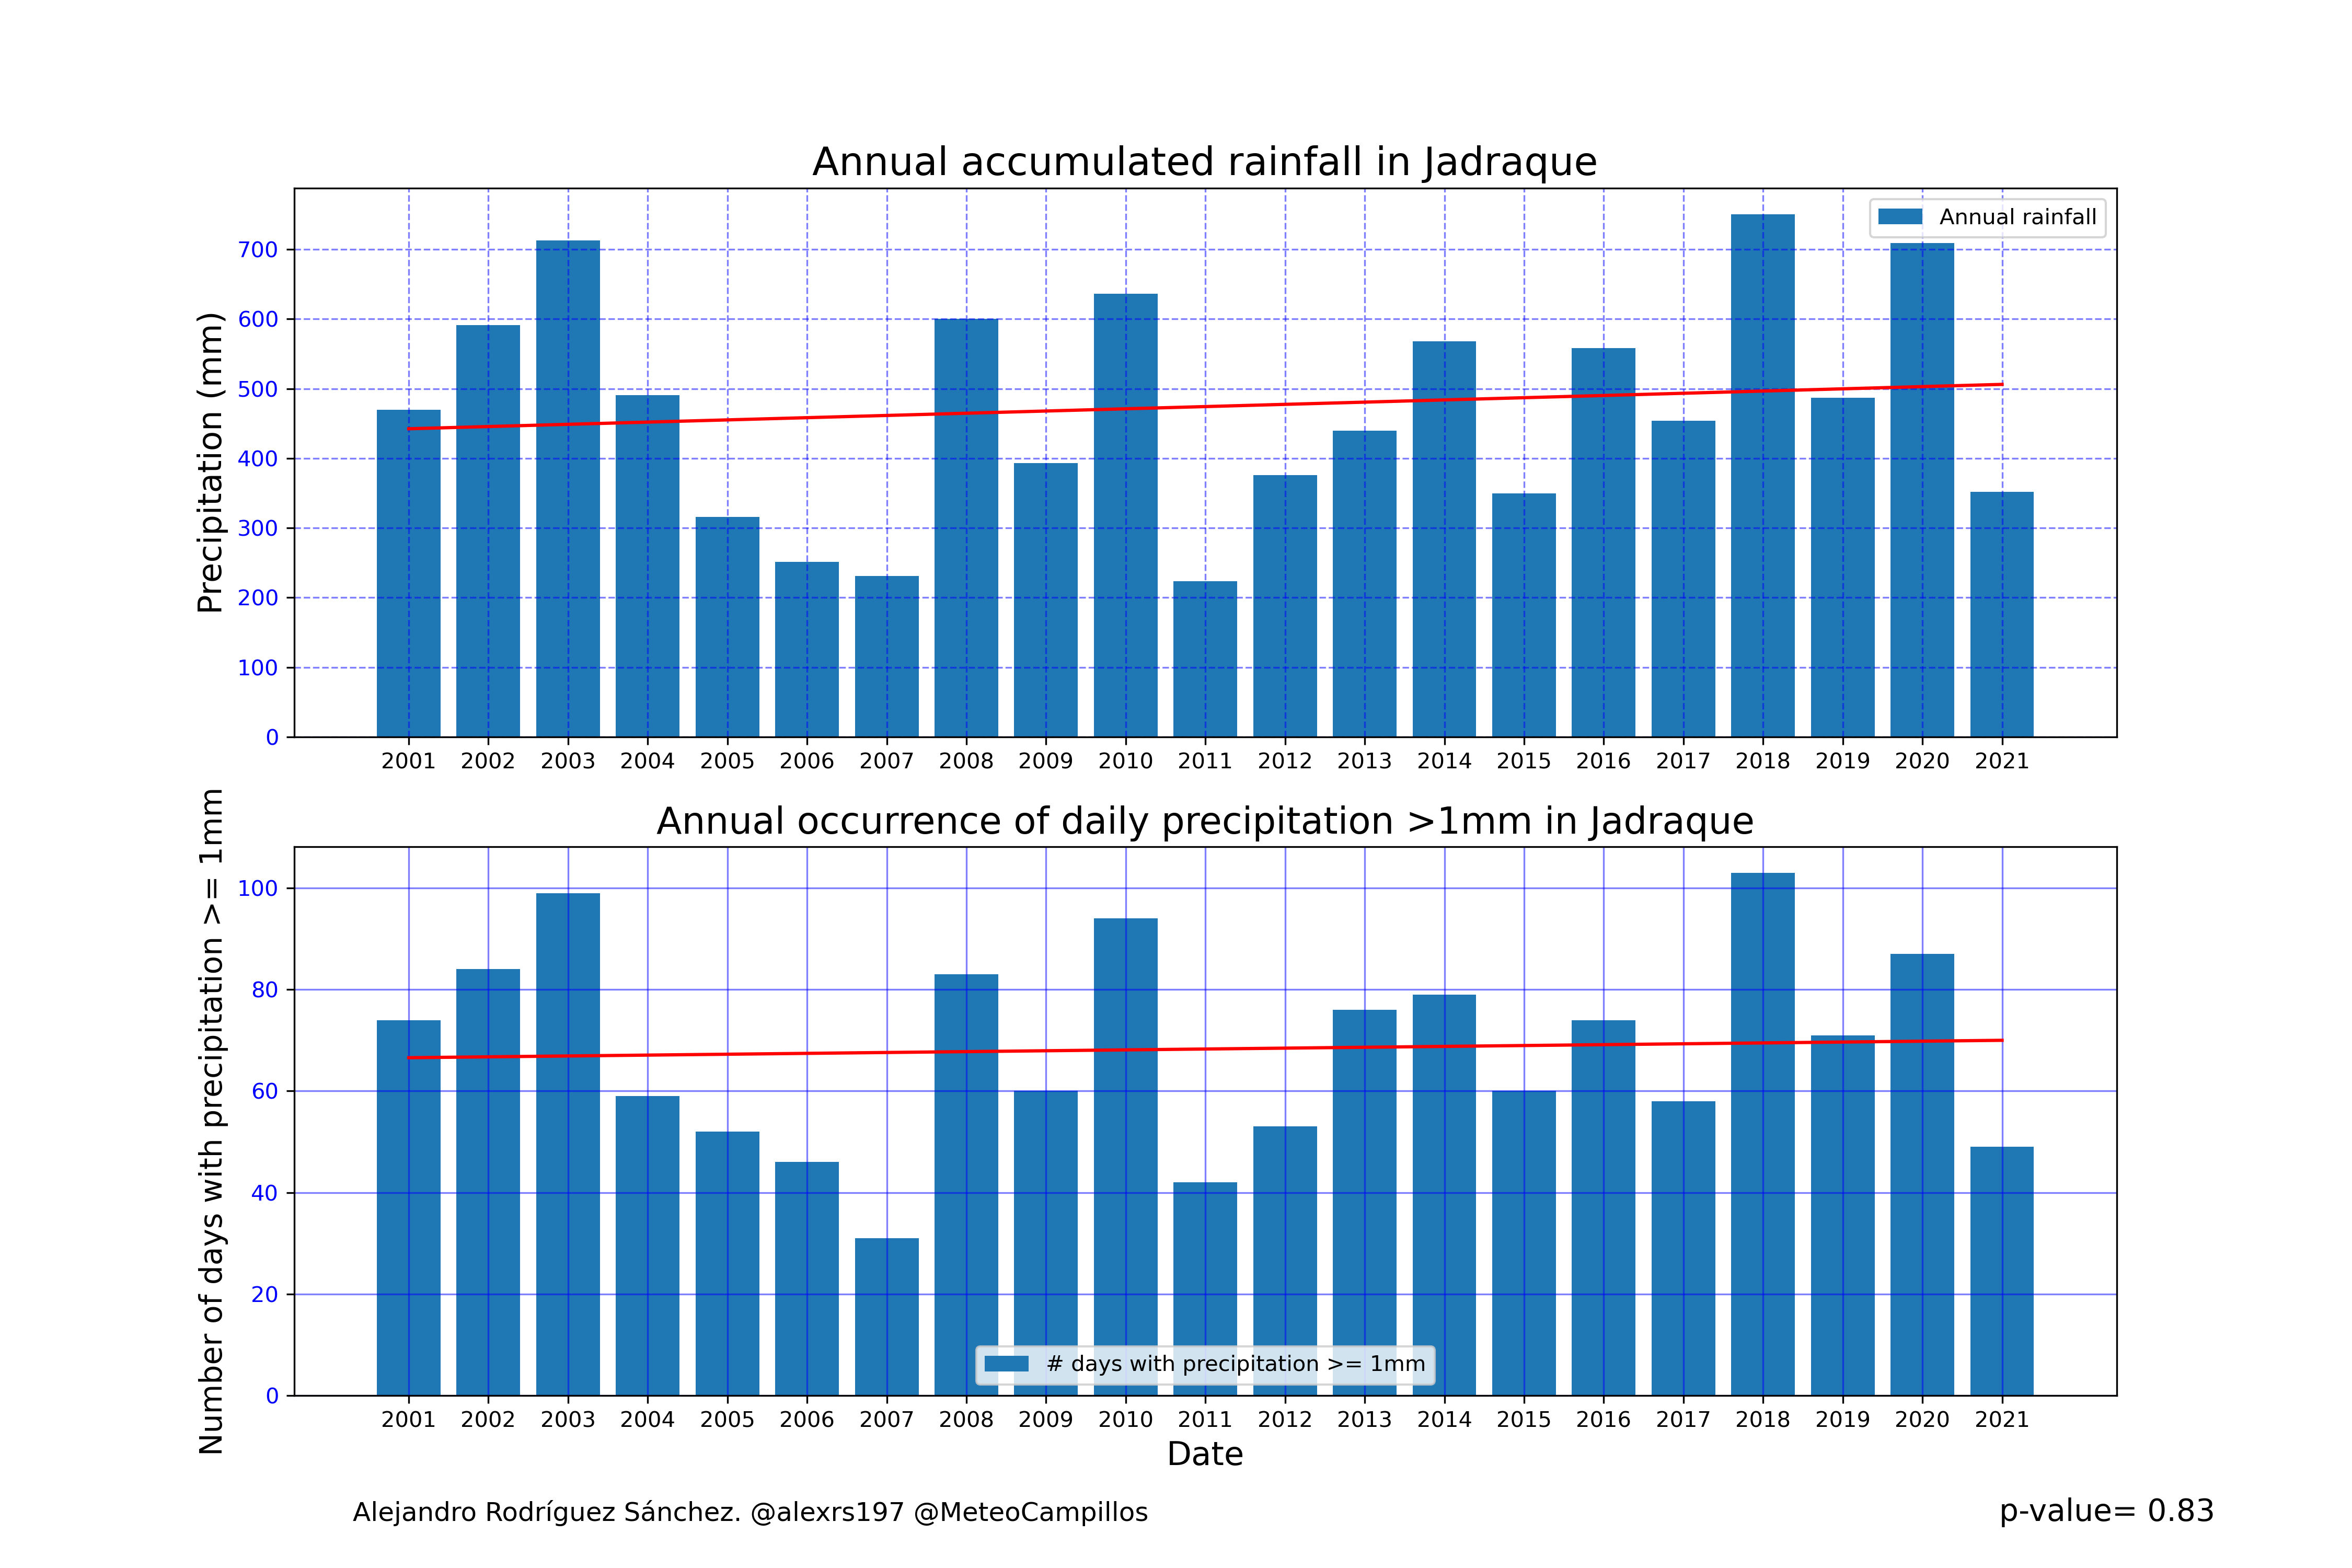 Annual accumulated rainfall in Jadraque
Precipitation (mm)
700
600
500
400
300
200
100
0
Annual rainfall
2001 2002 2003 2004 2005 2006 2007 2008 2009 2010 2011 2012 2013 2014 2015 2016 2017 2018 2019 2020 2021
Annual occurrence of daily precipitation >1mm in Jadraque
Number of days with precipitation >= 1mm
100
80
60
40
20
0
# days with precipitation >= 1mm
2001 2002 2003 2004 2005 2006 2007 2008 2009 2010 2011 2012 2013 2014 2015 2016 2017 2018 2019 2020 2021
Date
Alejandro Rodríguez Sánchez. @alexrs197 @MeteoCampillos
p-value= 0.83